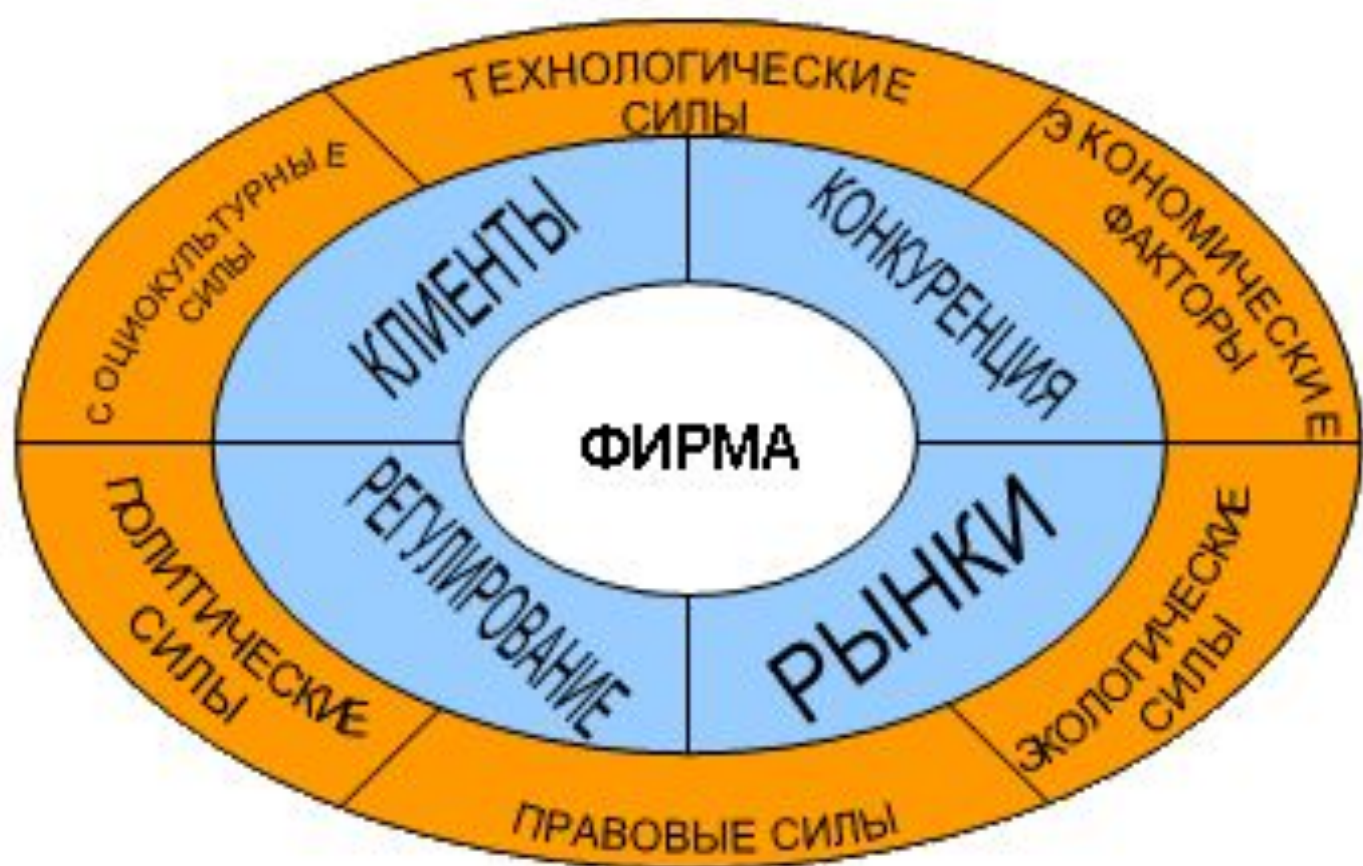 ТЕХНОЛОГИЧЕСКИЕ
СИЛЫ
ЭКОНОМИЧЕСКИЕ
ФАКТОРЫ
СОЦИОКУЛЬТУРНЫЕ
СИЛЫ
КЛИЕНТЫ
КОНКУРЕНЦИЯ
ФИРМА
РЕГУЛИРОВАНИЕ
РЫНКИ
ПОЛИТИЧЕСКИЕ
СИЛЫ
ЭКОЛОГИЧЕСКИЕ
СИЛЫ
ПРАВОВЫЕ СИЛЫ